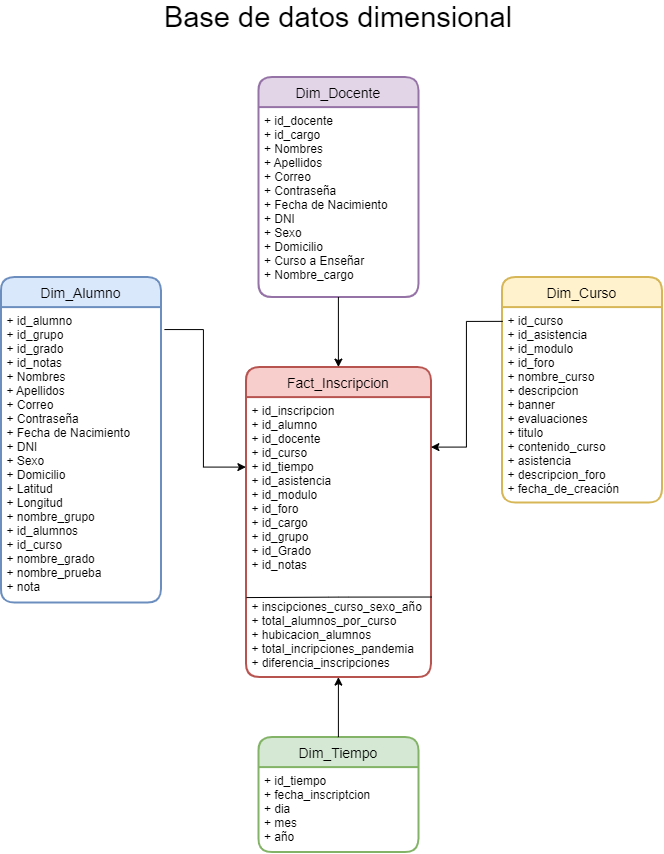 Base de datos dimensional
Dim_Docente
+ id_docente
+ id_cargo
+ Nombres
+ Apellidos
+ Correo
+ Contraseña
+ Fecha de Nacimiento
+ DNI
+ Sexo
+ Domicilio
+ Curso a Enseñar
+ Nombre_cargo
Dim_Alumno
+ id_alumno
+ id_grupo
+ id_grado
+ id_notas
+ Nombres
+ Apellidos
+ Correo
+ Contraseña
+ Fecha de Nacimiento
+ DNI
+ Sexo
+ Domicilio
+ Latitud
+ Longitud
+ nombre_grupo
+ id_alumnos
+ id_curso
+ nombre_grado
+ nombre_prueba
+ nota
Dim_Curso
+ id_curso
+ id_asistencia
+ id_modulo
+ id_foro
+ nombre_curso
+ descripcion
+ banner
+ evaluaciones
+ titulo
+ contenido_curso
+ asistencia
+ descripcion_foro
+ fecha_de_creación
Fact_Inscripcion
+ id_inscripcion
+ id_alumno
+ id_docente
+ id_curso
+ id_tiempo
+ id_asistencia
+ id_modulo
+ id_foro
+ id_cargo
+ id_grupo
+ id_Grado
+ id_notas
+ inscipciones_curso_sexo_año
+ total_alumnos_por_curso
+ hubicacion_alumnos
+ total_incripciones_pandemia
+ diferencia_inscripciones
Dim_Tiempo
+ id_tiempo
+ fecha_inscriptcion
+ dia
+ mes
+ año